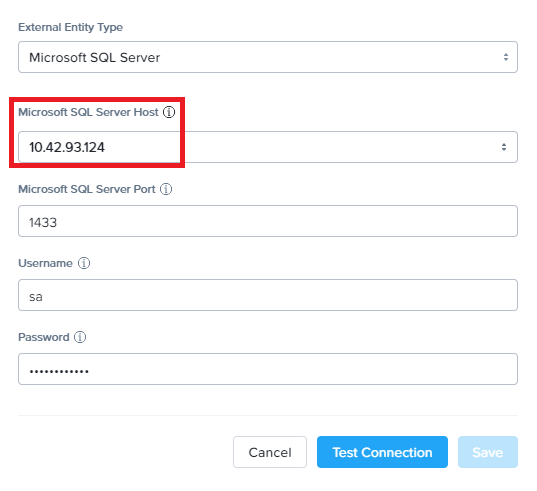 External Entity Type
Microsoft SQL Server
Microsoft SQL Server Host ⓘ
10.42.93.124
Microsoft SQL Server Port ⓘ
1433
Username ⓘ
sa
Password ⓘ
••••••••••••
Cancel Test Connection Save